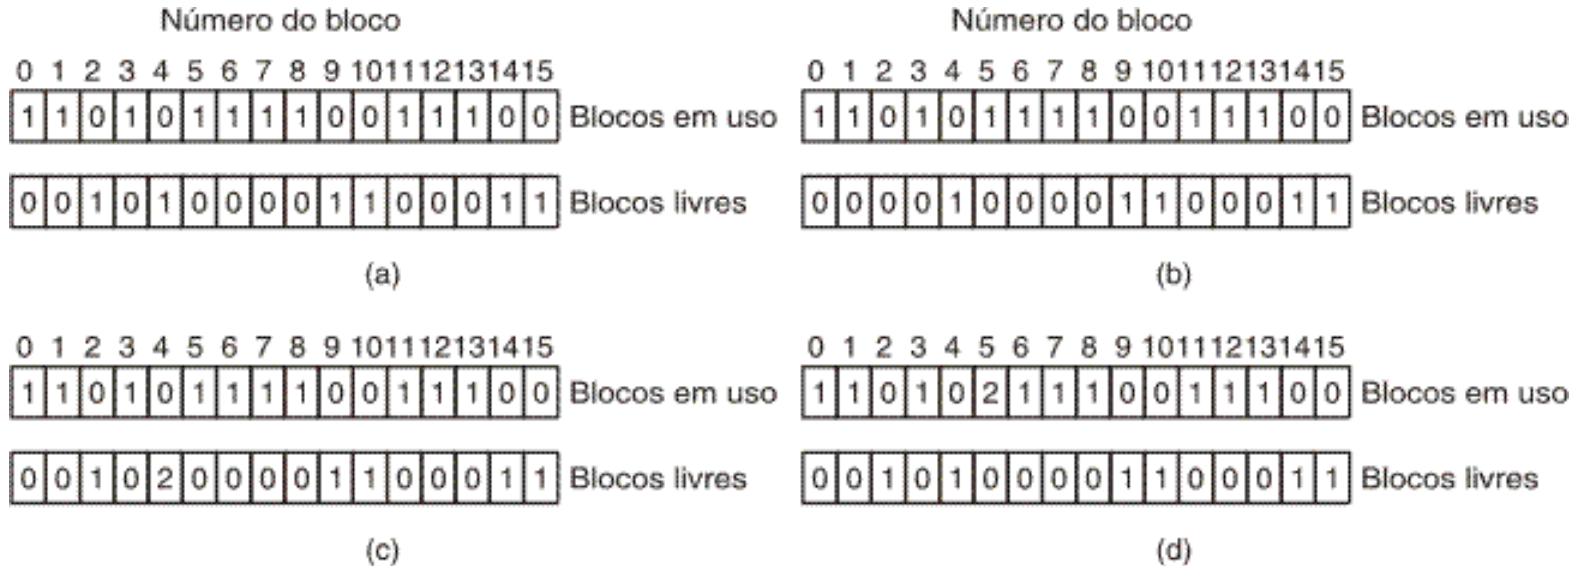 Número do bloco
0 1 2 3 4 5 6 7 8 9 10 11 12 13 14 15
1 1 0 1 0 1 1 1 1 0 0 1 1 1 0 0 Blocos em uso
0 0 1 0 1 0 0 0 0 1 1 0 0 0 1 1 Blocos livres
(a)
Número do bloco
0 1 2 3 4 5 6 7 8 9 10 11 12 13 14 15
1 1 0 1 0 1 1 1 1 0 0 1 1 1 0 0 Blocos em uso
0 0 0 0 1 0 0 0 0 1 1 0 0 0 1 1 Blocos livres
(b)
0 1 2 3 4 5 6 7 8 9 10 11 12 13 14 15
1 1 0 1 0 1 1 1 1 0 0 1 1 1 0 0 Blocos em uso
0 0 1 0 2 0 0 0 0 1 1 0 0 0 1 1 Blocos livres
(c)
0 1 2 3 4 5 6 7 8 9 10 11 12 13 14 15
1 1 0 1 0 2 1 1 1 0 0 1 1 1 0 0 Blocos em uso
0 0 1 0 1 0 0 0 0 1 1 0 0 0 1 1 Blocos livres
(d)